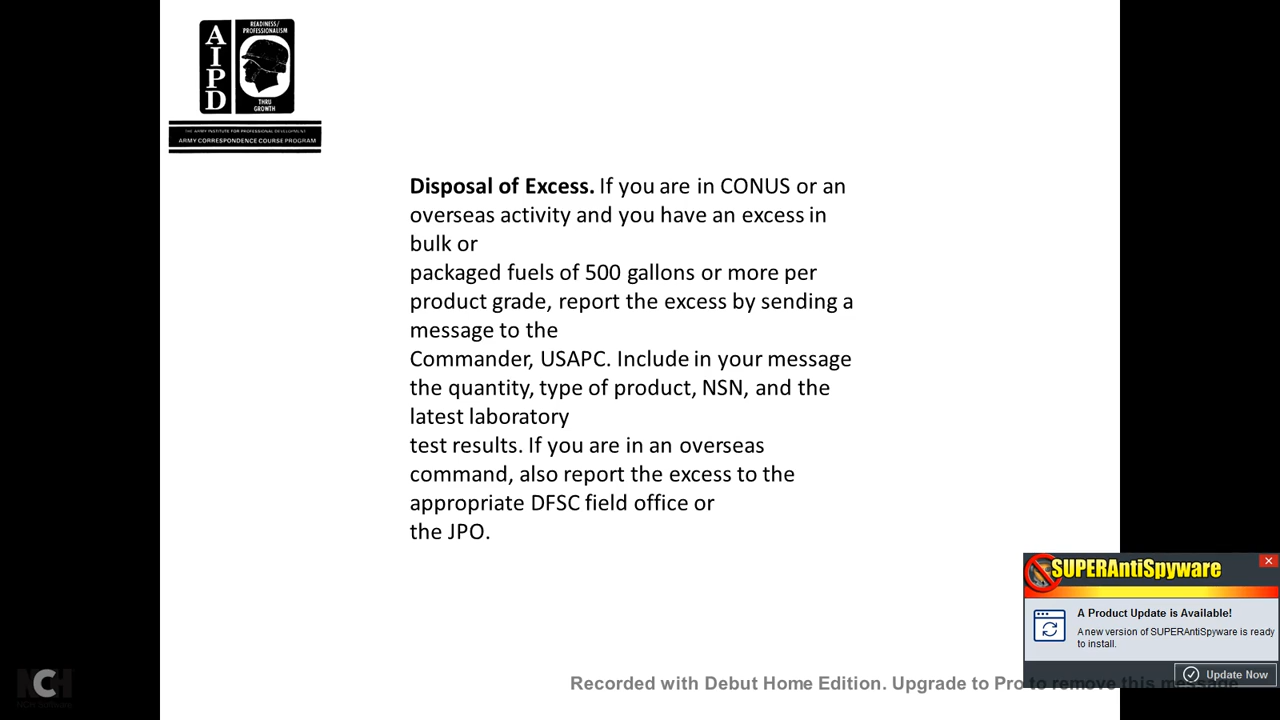 AIPD
READINESS/
PROFESSIONALISM
THRU
GROWTH
THE ARMY INSTITUTE FOR PROFESSIONAL DEVELOPMENT
ARMY CORRESPONDENCE COURSE PROGRAM
Disposal of Excess. If you are in CONUS or an
overseas activity and you have an excess in
bulk or
packaged fuels of 500 gallons or more per
product grade, report the excess by sending a
message to the
Commander, USAPC. Include in your message
the quantity, type of product, NSN, and the
latest laboratory
test results. If you are in an overseas
command, also report the excess to the
appropriate DFSC field office or
the JPO.
SUPERAntiSpyware
A Product Update is Available!
A new version of SUPERAntiSpyware is ready
to install.
Update Now
NCH
NCH Software
Recorded with Debut Home Edition. Upgrade to Pro to remove this message